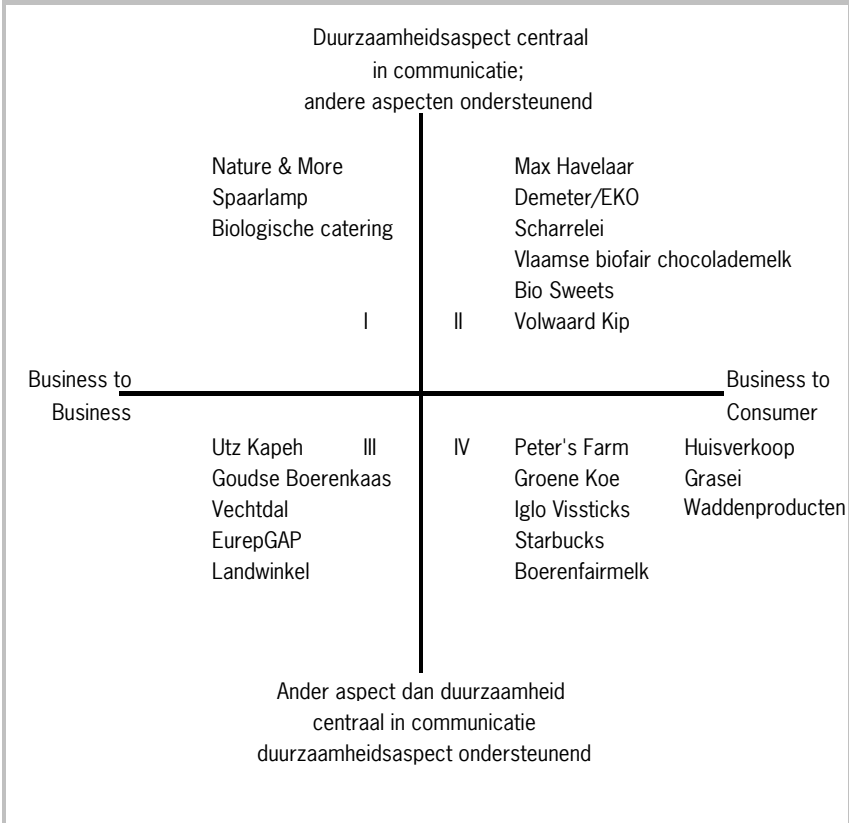 Duurzaamheidsaspect centraal
in communicatie;
andere aspecten ondersteunend
Nature & More
Spaarlamp
Biologische catering
I
Max Havelaar
Demeter/EKO
Scharrelei
Vlaamse biofair chocolademelk
Bio Sweets
II Volwaard Kip
Business to
Business
Business to
Consumer
Utz Kapeh III
Goudse Boerenkaas
Vechtdal
EurepGAP
Landwinkel
IV Peter's Farm Huisverkoop
Groene Koe Grasei
Iglo Vissticks Waddenproducten
Starbucks
Boerenfairmelk
Ander aspect dan duurzaamheid
centraal in communicatie
duurzaamheidsaspect ondersteunend